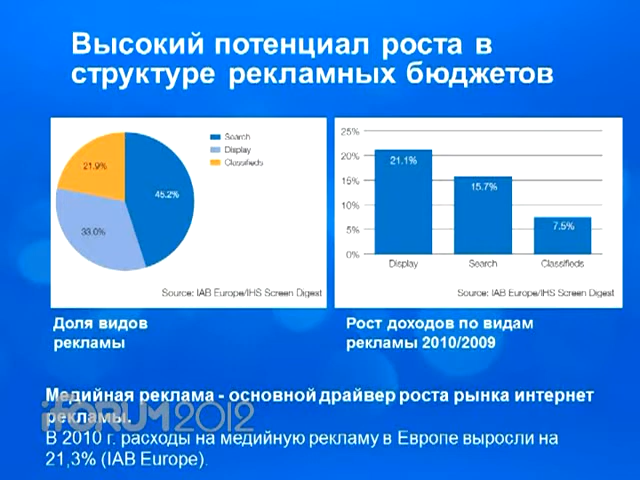 Высокий потенциал роста в
структуре рекламных бюджетов
Search
Display
Classifieds
21.9%
45.2%
33.0%
Source: IAB Europe/IHS Screen Digest
25%
20%
15%
10%
5%
0%
21.1%
15.7%
7.5%
Display Search Classifieds
Source: IAB Europe/IHS Screen Digest
Доля видов
рекламы
Рост доходов по видам
рекламы 2010/2009
Медийная реклама - основной драйвер роста рынка интернет
рекламы.
iFORUM2012
В 2010 г. расходы на медийную рекламу в Европе выросли на
21,3% (IAB Europe).